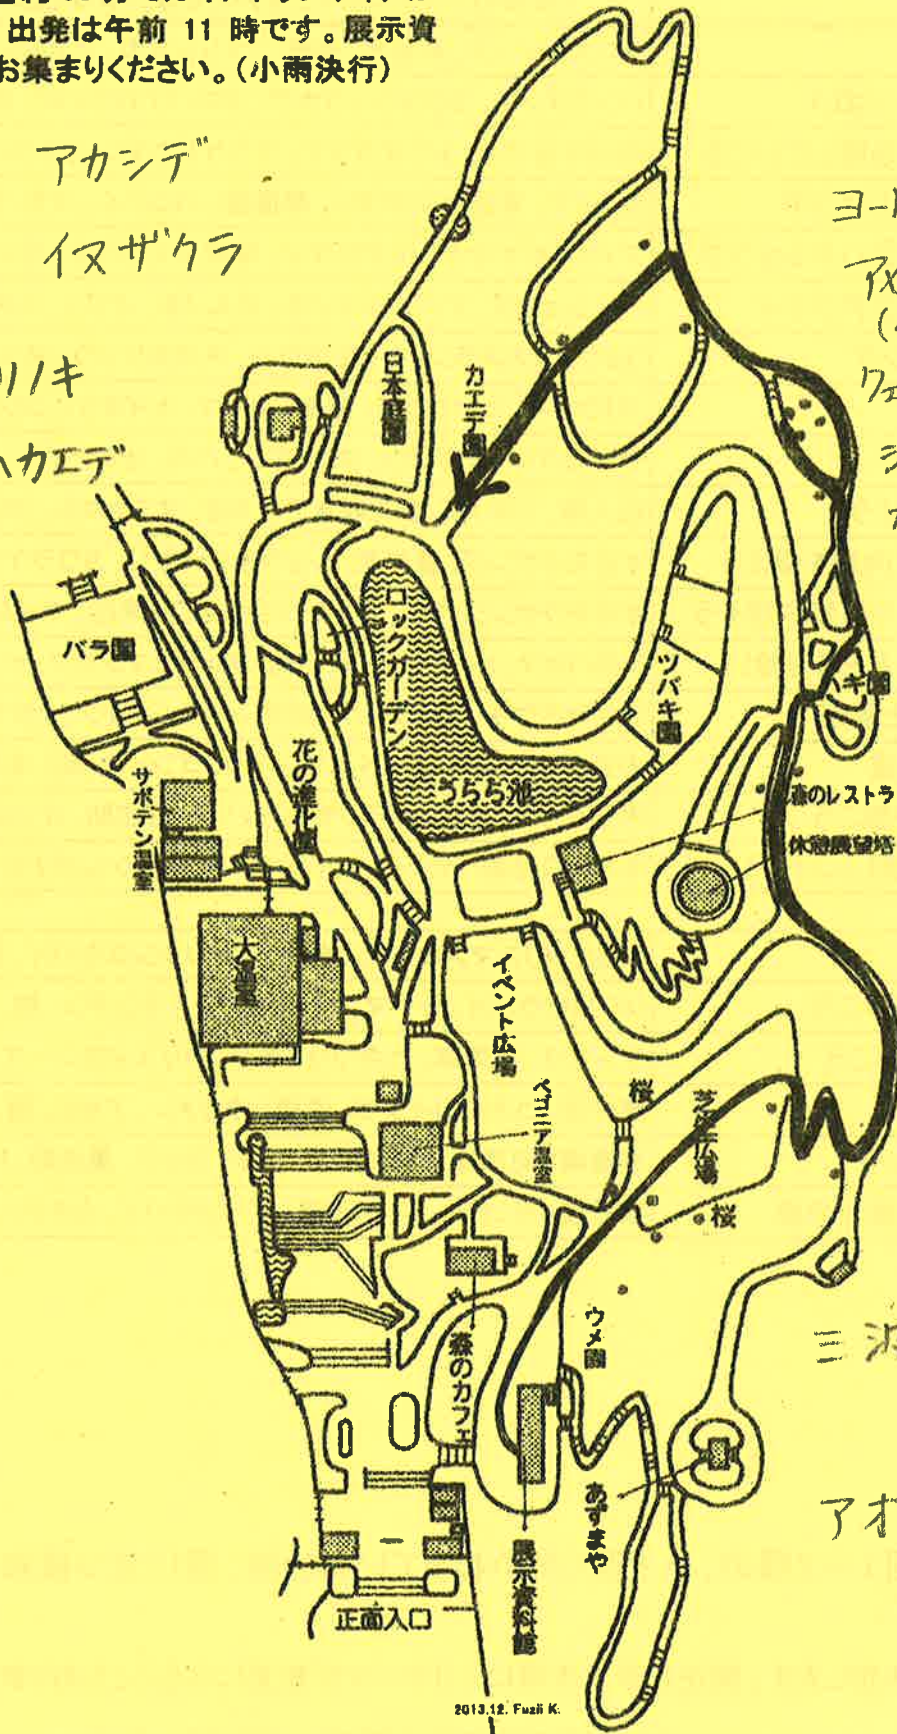 出発は午前 11 時です。展示資
お集まりください。(小雨決行)
アカシデ
イヌザクラ
リノキ
ハカエデ
ヨー
アメ
日本庭園
カエデ園
バラ園
ロックガーデン
ツバキ園
ハギ園
花の進化園
うらら池
サボテン温室
森のレストラ
休憩展望塔
大温室
イベント広場
ベゴニア温室
桜
芝生広場
桜
ウメ園
森のカフェ
三
アオ
あずまや
展示資料館
正面入口
2013.12. Fuzii K.